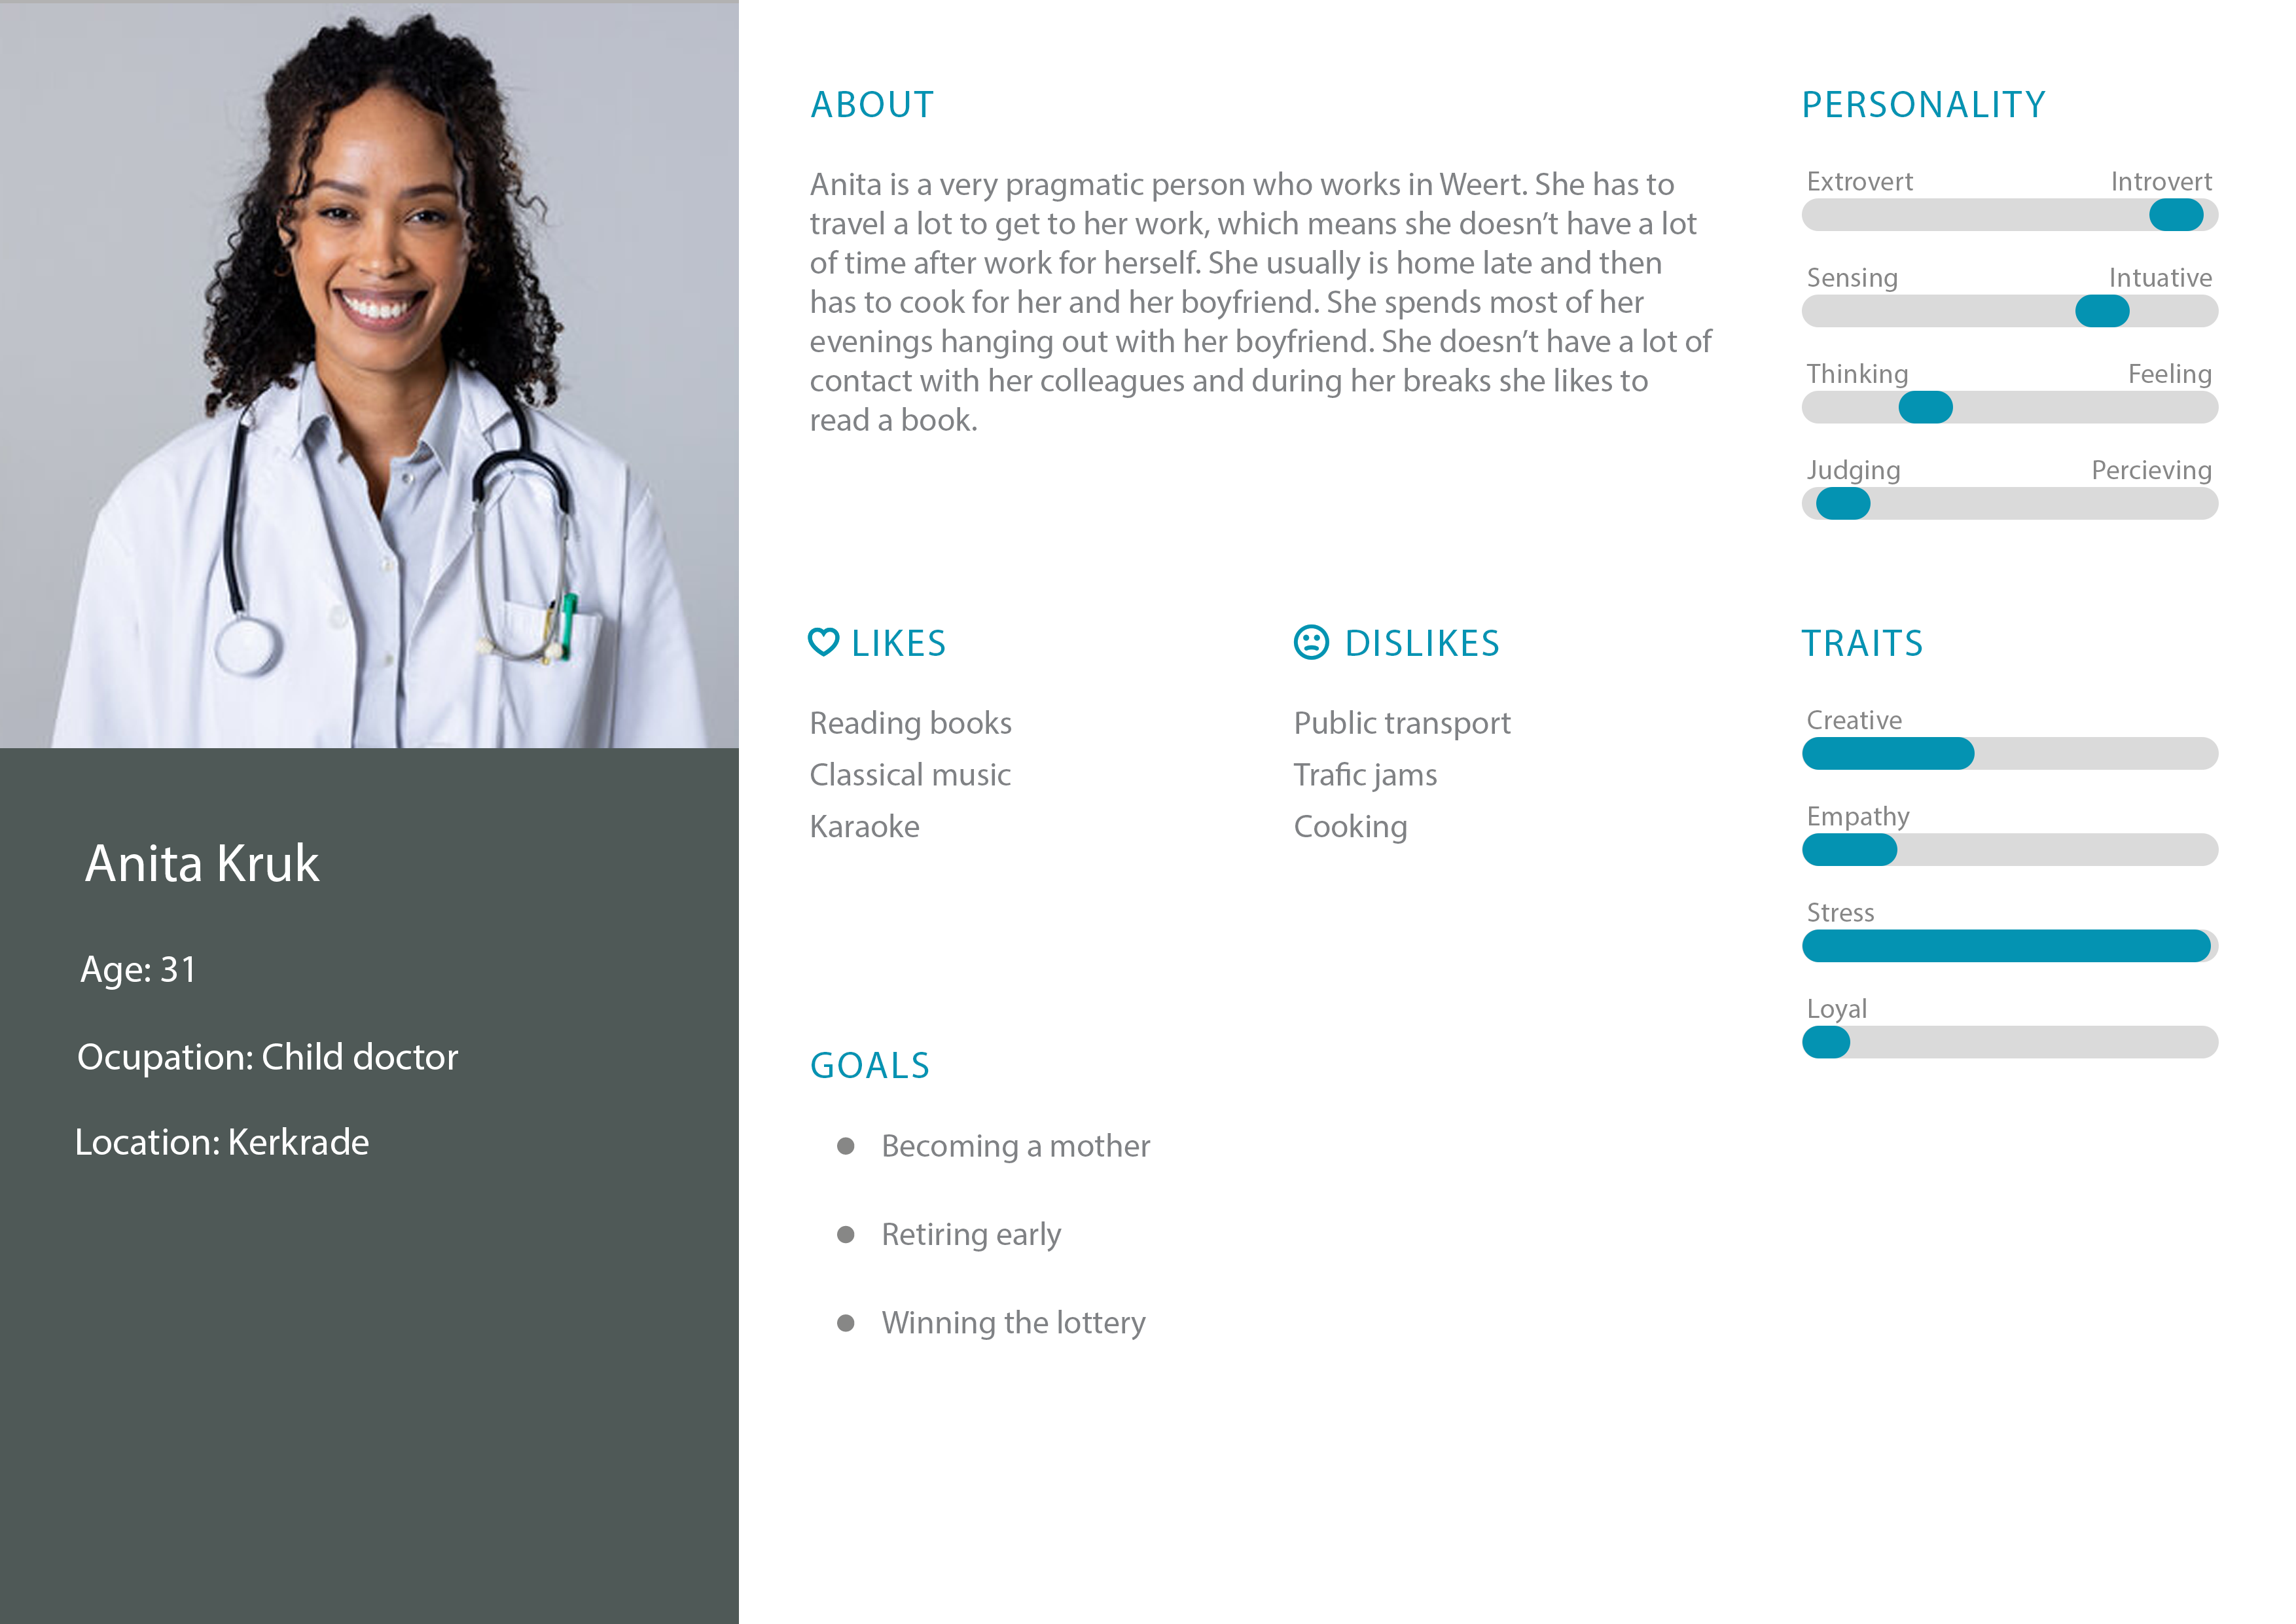 Anita Kruk
Age: 31
Ocupation: Child doctor
Location: Kerkrade
ABOUT
Anita is a very pragmatic person who works in Weert. She has to
travel a lot to get to her work, which means she doesn’t have a lot
of time after work for herself. She usually is home late and then
has to cook for her and her boyfriend. She spends most of her
evenings hanging out with her boyfriend. She doesn’t have a lot of
contact with her colleagues and during her breaks she likes to
read a book.
LIKES
Reading books
Classical music
Karaoke
DISLIKES
Public transport
Trafic jams
Cooking
GOALS
Becoming a mother
Retiring early
Winning the lottery
PERSONALITY
Extrovert Introvert
Sensing Intuative
Thinking Feeling
Judging Percieving
TRAITS
Creative
Empathy
Stress
Loyal